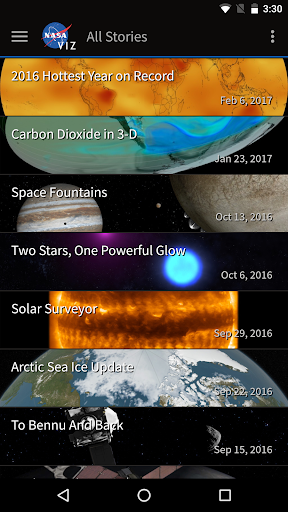 3:30
NASA
VIZ
All Stories
2016 Hottest Year on Record
Feb 6, 2017
Carbon Dioxide in 3-D
Jan 23, 2017
Space Fountains
Oct 13, 2016
Two Stars, One Powerful Glow
Oct 6, 2016
Solar Surveyor
Sep 29, 2016
Arctic Sea Ice Update
Sep 22, 2016
To Bennu And Back
Sep 15, 2016